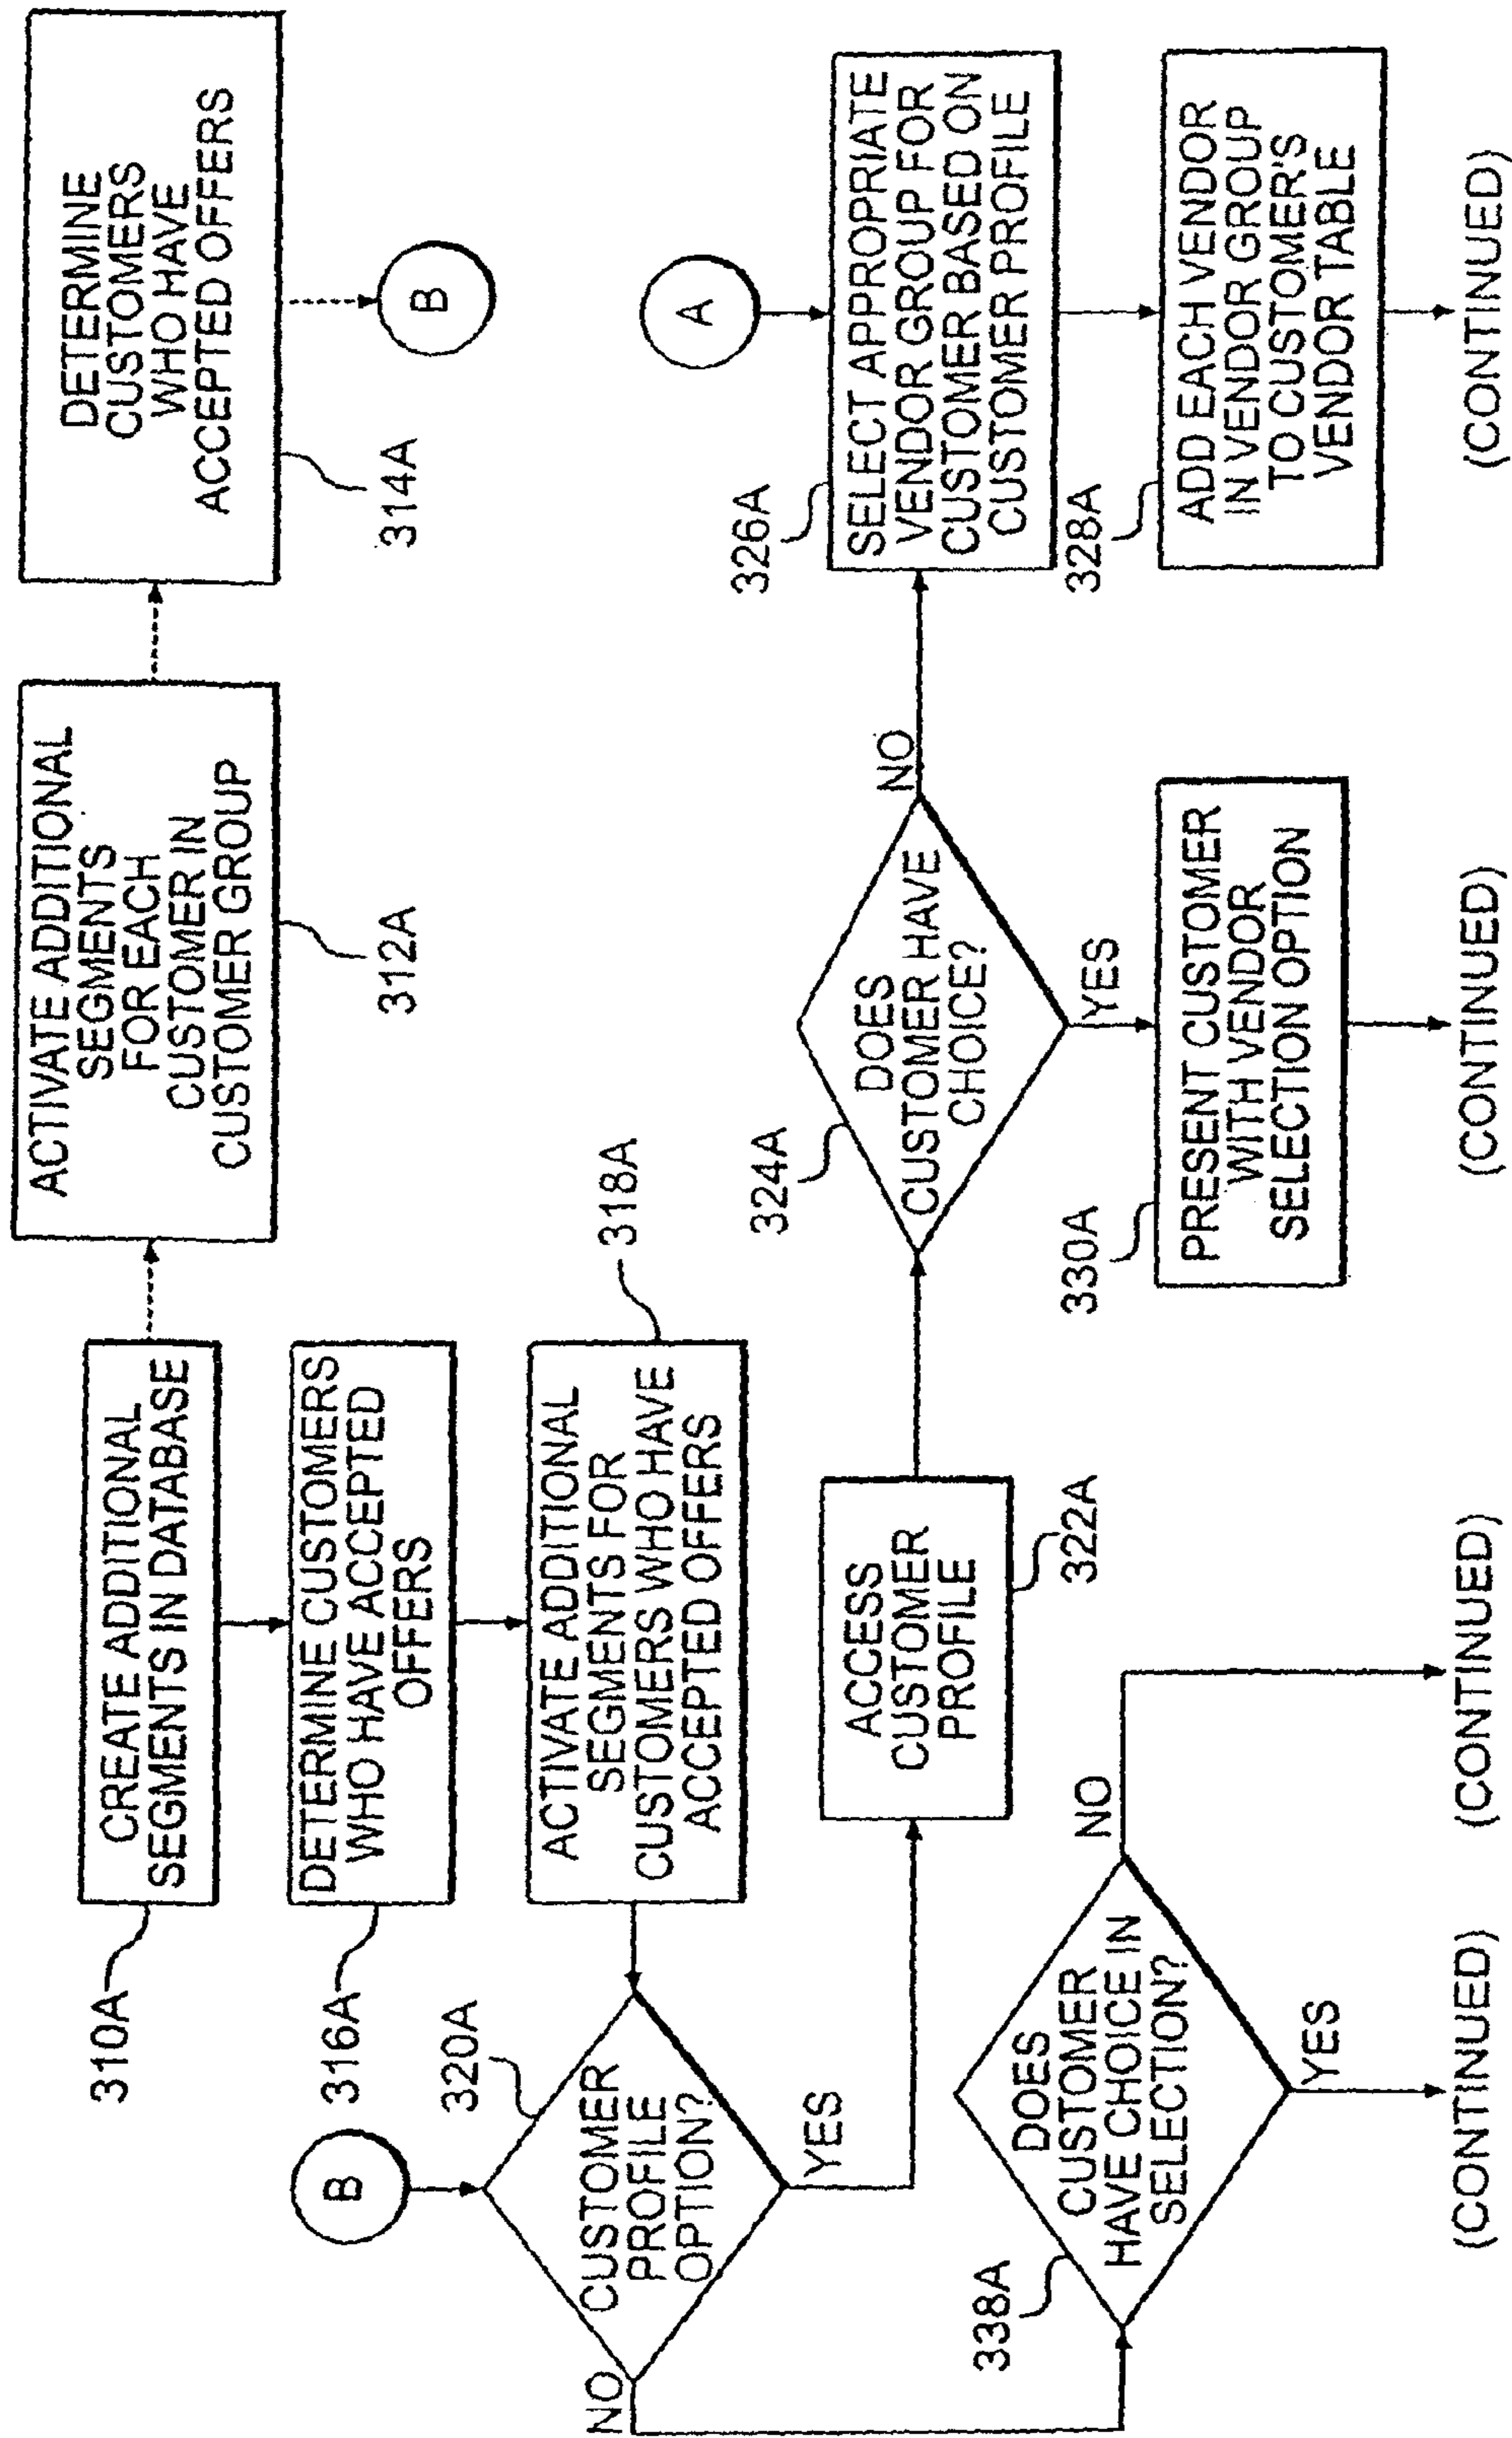 310A
CREATE ADDITIONAL
SEGMENTS IN DATABASE
ACTIVATE ADDITIONAL
SEGMENTS
FOR EACH
CUSTOMER IN
CUSTOMER GROUP
312A
DETERMINE
CUSTOMERS
WHO HAVE
ACCEPTED OFFERS
314A
B
316A
DETERMINE CUSTOMERS
WHO HAVE ACCEPTED
OFFERS
318A
ACTIVATE ADDITIONAL
SEGMENTS FOR
CUSTOMERS WHO HAVE
ACCEPTED OFFERS
B
320A
CUSTOMER
PROFILE
OPTION?
NO
YES
ACCESS
CUSTOMER
PROFILE
322A
324A
DOES
CUSTOMER HAVE
CHOICE?
NO
YES
A
326A
SELECT APPROPRIATE
VENDOR GROUP FOR
CUSTOMER BASED ON
CUSTOMER PROFILE
328A
ADD EACH VENDOR
IN VENDOR GROUP
TO CUSTOMER'S
VENDOR TABLE
330A
PRESENT CUSTOMER
WITH VENDOR
SELECTION OPTION
338A
DOES
CUSTOMER
HAVE CHOICE IN
SELECTION?
NO
YES
(CONTINUED)
(CONTINUED)
(CONTINUED)
(CONTINUED)